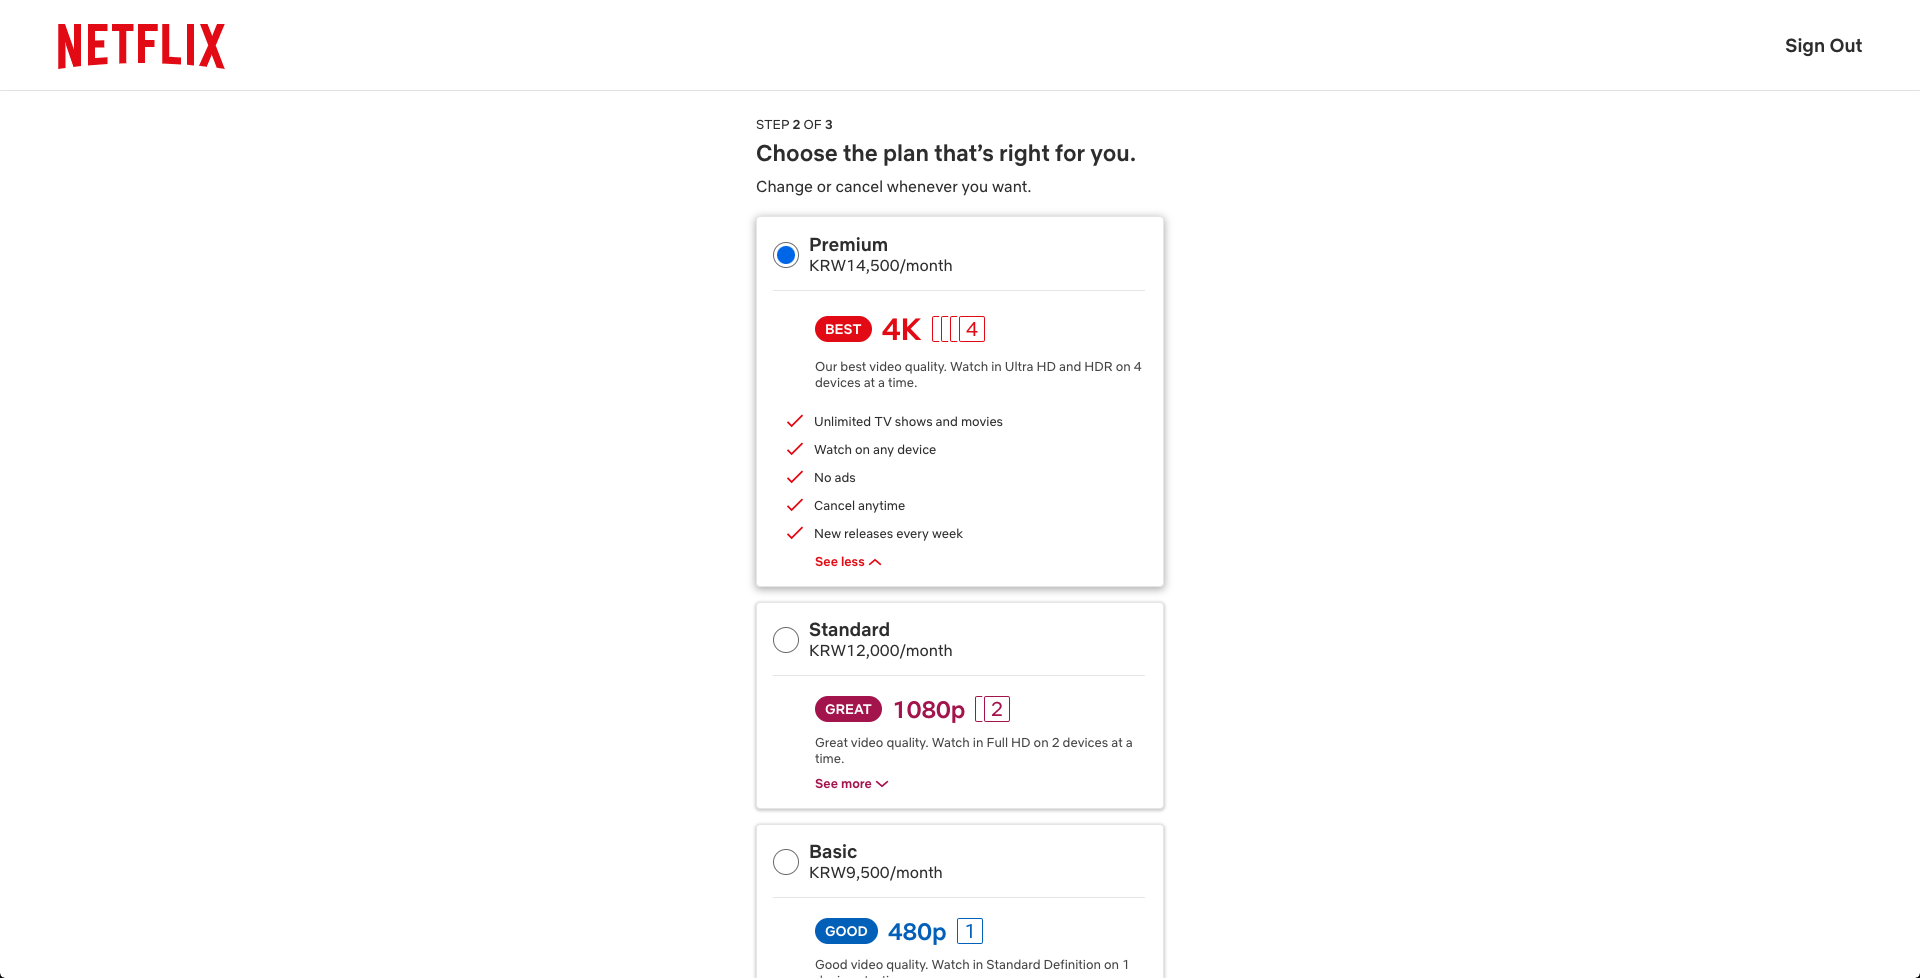 NETFLIX
Sign Out
STEP 2 OF 3
Choose the plan that’s right for you.
Change or cancel whenever you want.
Premium
KRW14,500/month
BEST 4K 4
Our best video quality. Watch in Ultra HD and HDR on 4
devices at a time.
Unlimited TV shows and movies
Watch on any device
No ads
Cancel anytime
New releases every week
See less
Standard
KRW12,000/month
GREAT 1080p 2
Great video quality. Watch in Full HD on 2 devices at a
time.
See more
Basic
KRW9,500/month
GOOD 480p 1
Good video quality. Watch in Standard Definition on 1